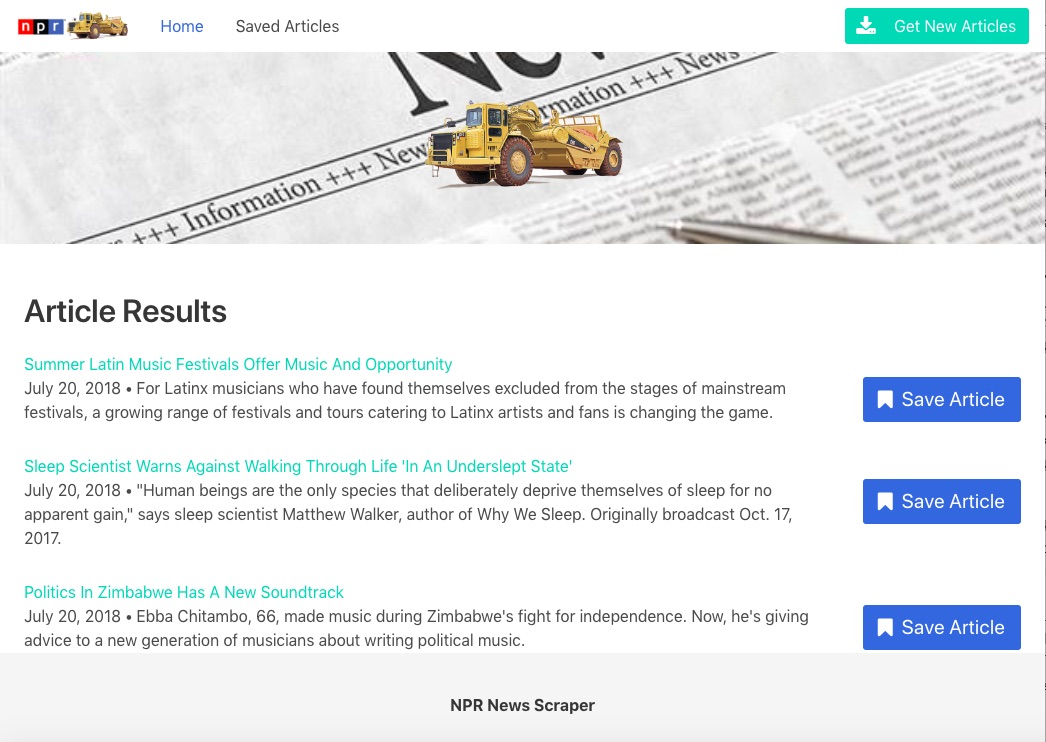 npr Home Saved Articles Get New Articles
New
ormation +++ News
+++ Information +++ New
Article Results
Summer Latin Music Festivals Offer Music And Opportunity
July 20, 2018 • For Latinx musicians who have found themselves excluded from the stages of mainstream
festivals, a growing range of festivals and tours catering to Latinx artists and fans is changing the game.
Save Article
Sleep Scientist Warns Against Walking Through Life 'In An Underslept State'
July 20, 2018 • "Human beings are the only species that deliberately deprive themselves of sleep for no
apparent gain," says sleep scientist Matthew Walker, author of Why We Sleep. Originally broadcast Oct. 17,
2017.
Save Article
Politics In Zimbabwe Has A New Soundtrack
July 20, 2018 • Ebba Chitambo, 66, made music during Zimbabwe's fight for independence. Now, he's giving
advice to a new generation of musicians about writing political music.
Save Article
NPR News Scraper